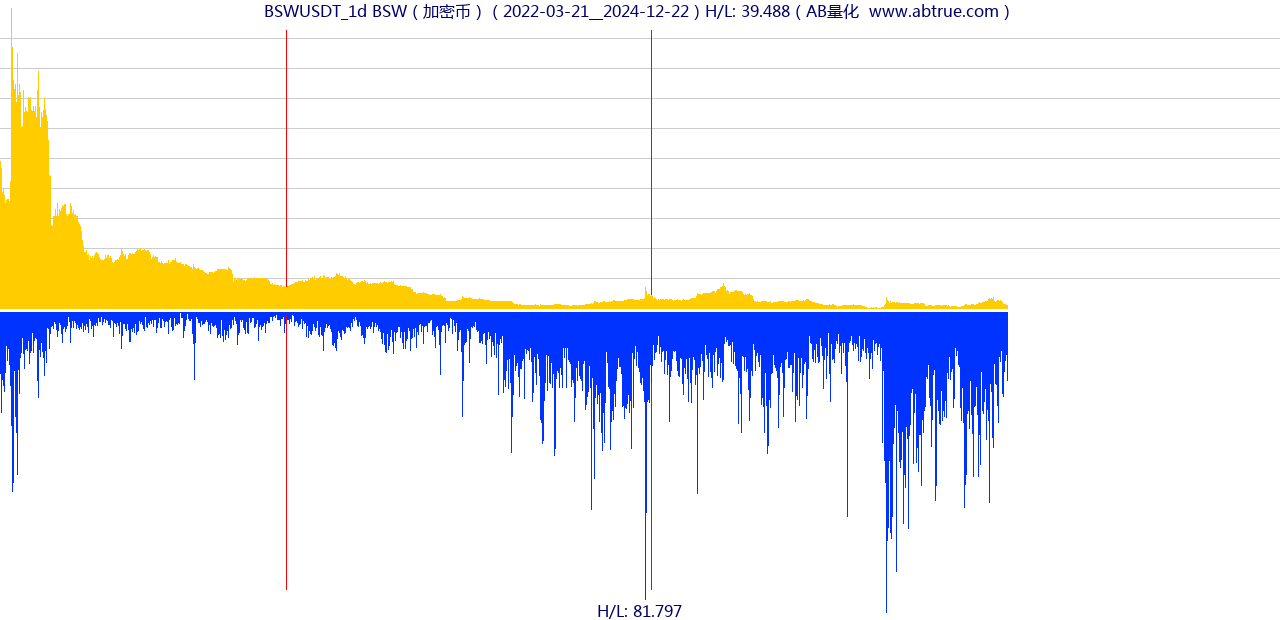 BSWUSDT_1d BSW ( 加密币 ) ( 2022-03-21__2024-12-22 ) H/L: 39.488 ( AB量化  www.abtrue.com )
H/L: 81.797